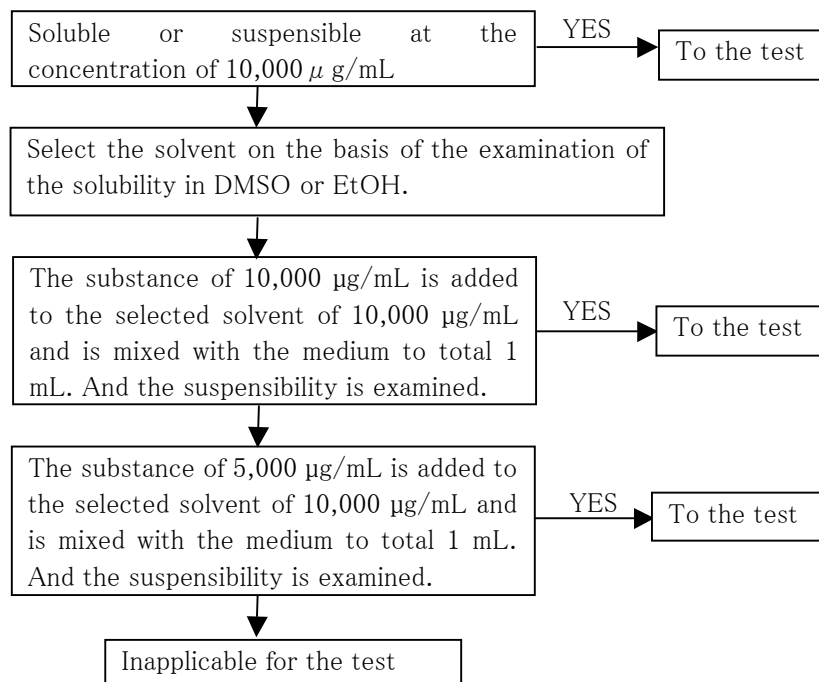 Soluble or suspensible at the
concentration of 10,000 μ g/mL
YES
To the test
Select the solvent on the basis of the examination of
the solubility in DMSO or EtOH.
The substance of 10,000 µg/mL is added
to the selected solvent of 10,000 µg/mL
and is mixed with the medium to total 1
mL. And the suspensibility is examined.
YES
To the test
The substance of 5,000 µg/mL is added to
the selected solvent of 10,000 µg/mL and
is mixed with the medium to total 1 mL.
And the suspensibility is examined.
YES
To the test
Inapplicable for the test